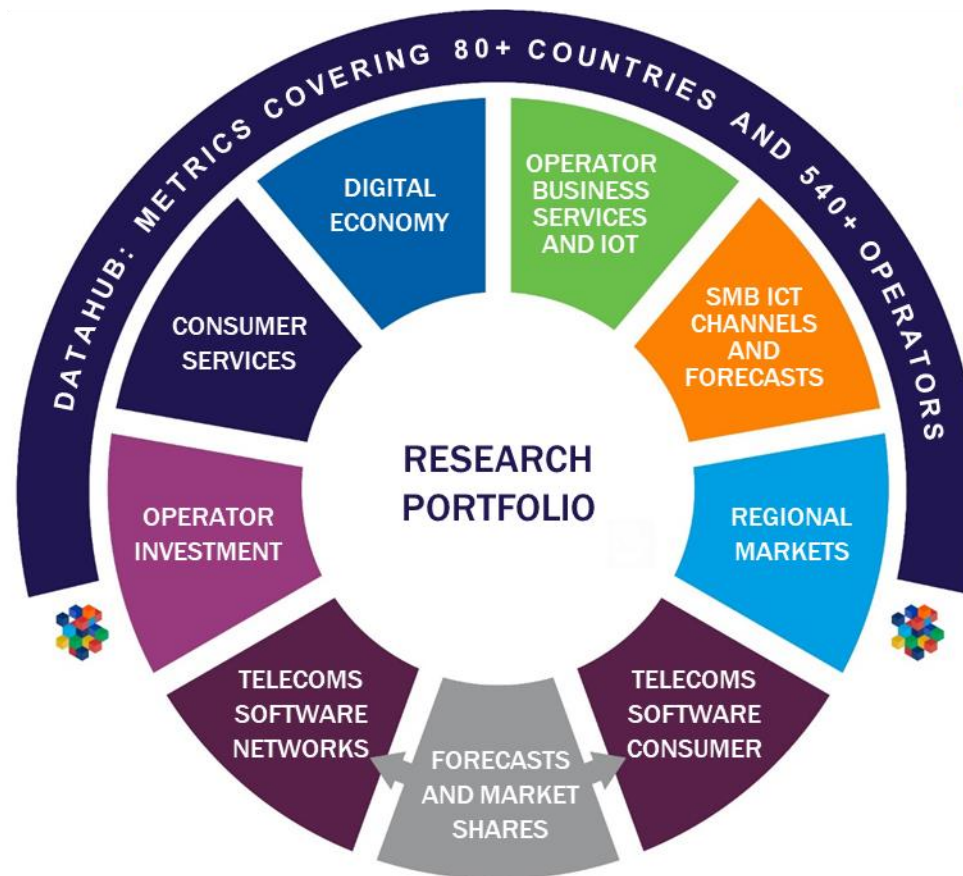 DATAHUB: METRICS COVERING 80+ COUNTRIES AND 540+ OPERATORS
DIGITAL
ECONOMY
OPERATOR
BUSINESS
SERVICES
AND IOT
CONSUMER
SERVICES
SMB ICT
CHANNELS
AND
FORECASTS
RESEARCH
PORTFOLIO
OPERATOR
INVESTMENT
REGIONAL
MARKETS
TELECOMS
SOFTWARE
NETWORKS
FORECASTS
AND MARKET
SHARES
TELECOMS
SOFTWARE
CONSUMER